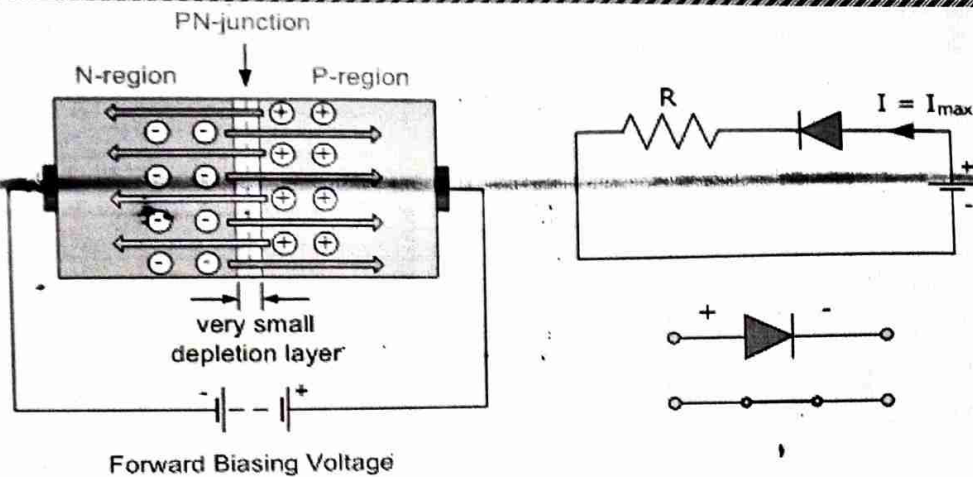 PN-junction
N-region
P-region
R
I = Imax
+
-
very small
depletion layer
- +
Forward Biasing Voltage
+ -